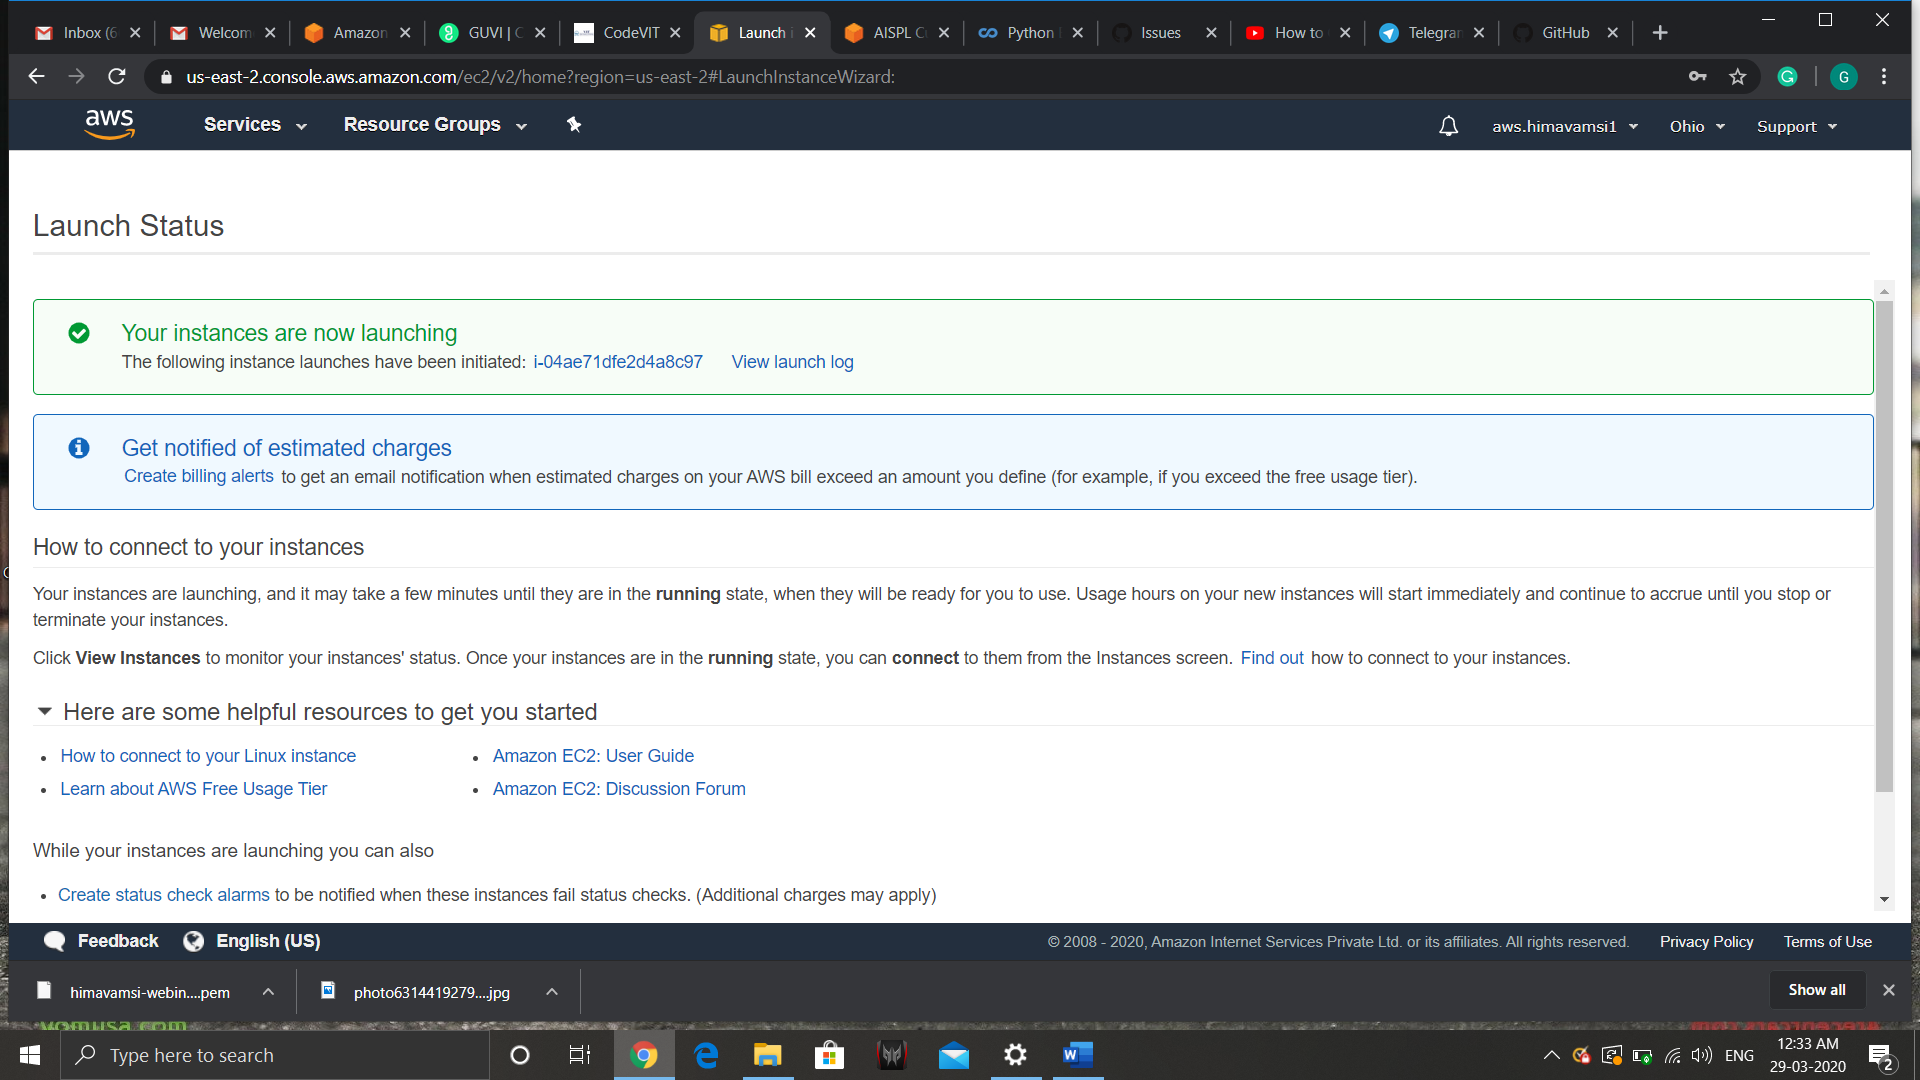 Inbox (6
Welcom
Amazon
GUVI | C
CodeVIT
Launch i
AISPL C
Python
Issues
How to
Telegra
GitHub
us-east-2.console.aws.amazon.com/ec2/v2/home?region=us-east-2#LaunchInstanceWizard:
G
aws
Services
Resource Groups
aws.himavamsi1
Ohio
Support
Launch Status
Your instances are now launching
The following instance launches have been initiated: i-04ae71dfe2d4a8c97 View launch log
Get notified of estimated charges
Create billing alerts to get an email notification when estimated charges on your AWS bill exceed an amount you define (for example, if you exceed the free usage tier).
How to connect to your instances
Your instances are launching, and it may take a few minutes until they are in the running state, when they will be ready for you to use. Usage hours on your new instances will start immediately and continue to accrue until you stop or
terminate your instances.
Click View Instances to monitor your instances' status. Once your instances are in the running state, you can connect to them from the Instances screen. Find out how to connect to your instances.
Here are some helpful resources to get you started
• How to connect to your Linux instance
• Amazon EC2: User Guide
• Learn about AWS Free Usage Tier
• Amazon EC2: Discussion Forum
While your instances are launching you can also
• Create status check alarms to be notified when these instances fail status checks. (Additional charges may apply)
Feedback
English (US)
© 2008 - 2020, Amazon Internet Services Private Ltd. or its affiliates. All rights reserved.
Privacy Policy
Terms of Use
himavamsi-webin....pem
photo6314419279....jpg
Show all
Type here to search
ENG
12:33 AM
29-03-2020
2